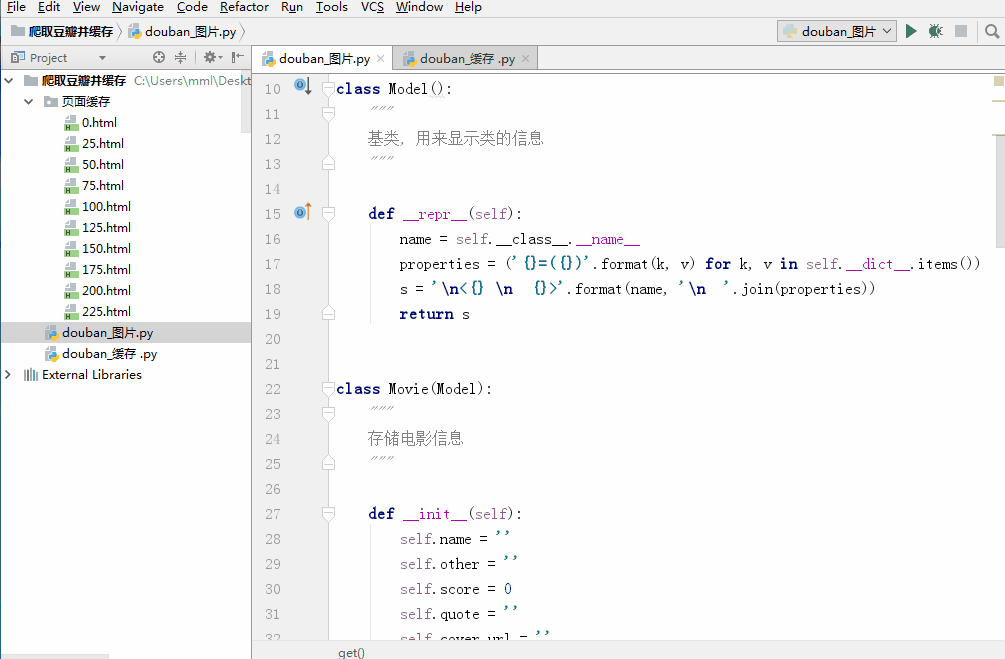 File Edit View Navigate Code Refactor Run Tools VCS Window Help
爬取豆瓣并缓存 douban_图片.py douban_图片
Project douban_图片.py douban_缓存 .py
爬取豆瓣并缓存 C:\Users\mml\Deskt
页面缓存
0.html
25.html
50.html
75.html
100.html
125.html
150.html
175.html
200.html
225.html
douban_图片.py
douban_缓存 .py
External Libraries
10 class Model():
11 """
12 基类, 用来显示类的信息
13 """
14
15 def __repr__(self):
16 name = self.__class__.__name__
17 properties = ('{}=({})'.format(k, v) for k, v in self.__dict__.items())
18 s = '\n<{} \n  {}>'.format(name, '\n  '.join(properties))
19 return s
20
21
22 class Movie(Model):
23 """
24 存储电影信息
25 """
26
27 def __init__(self):
28 self.name = ''
29 self.other = ''
30 self.score = 0
31 self.quote = ''
32 self.cover_url = ''
get()